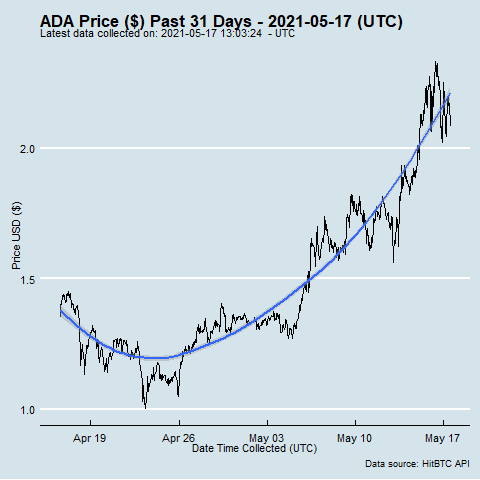 ADA Price ($) Past 31 Days - 2021-05-17 (UTC)
Latest data collected on: 2021-05-17 13:03:24  - UTC
2.0
1.5
1.0
Price USD ($)
Apr 19
Apr 26
May 03
May 10
May 17
Date Time Collected (UTC)
Data source: HitBTC API